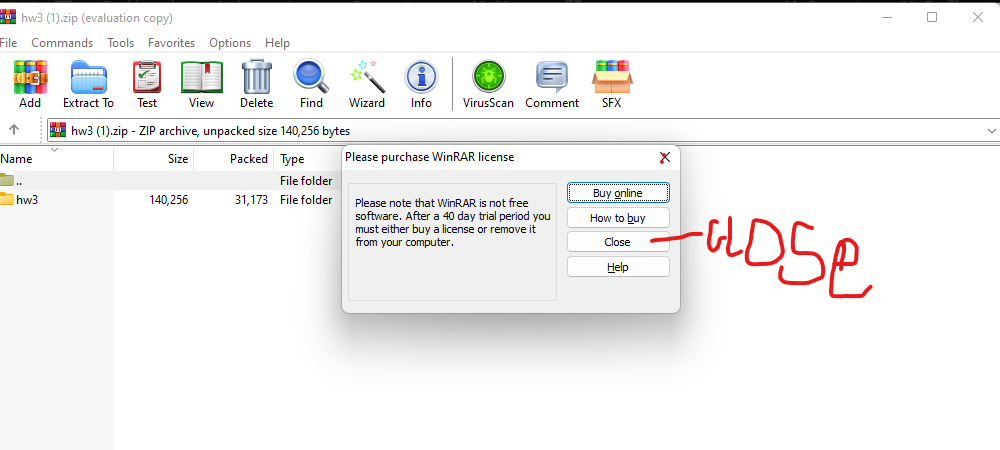 hw3 (1).zip (evaluation copy)
File Commands Tools Favorites Options Help
Add Extract To Test View Delete Find Wizard Info VirusScan Comment SFX
hw3 (1).zip - ZIP archive, unpacked size 140,256 bytes
Name Size Packed Type
.. File folder
hw3 140,256 31,173 File folder
Please purchase WinRAR license
Please note that WinRAR is not free
software. After a 40 day trial period you
must either buy a license or remove it
from your computer.
Buy online
How to buy
Close
Help
CLOSE